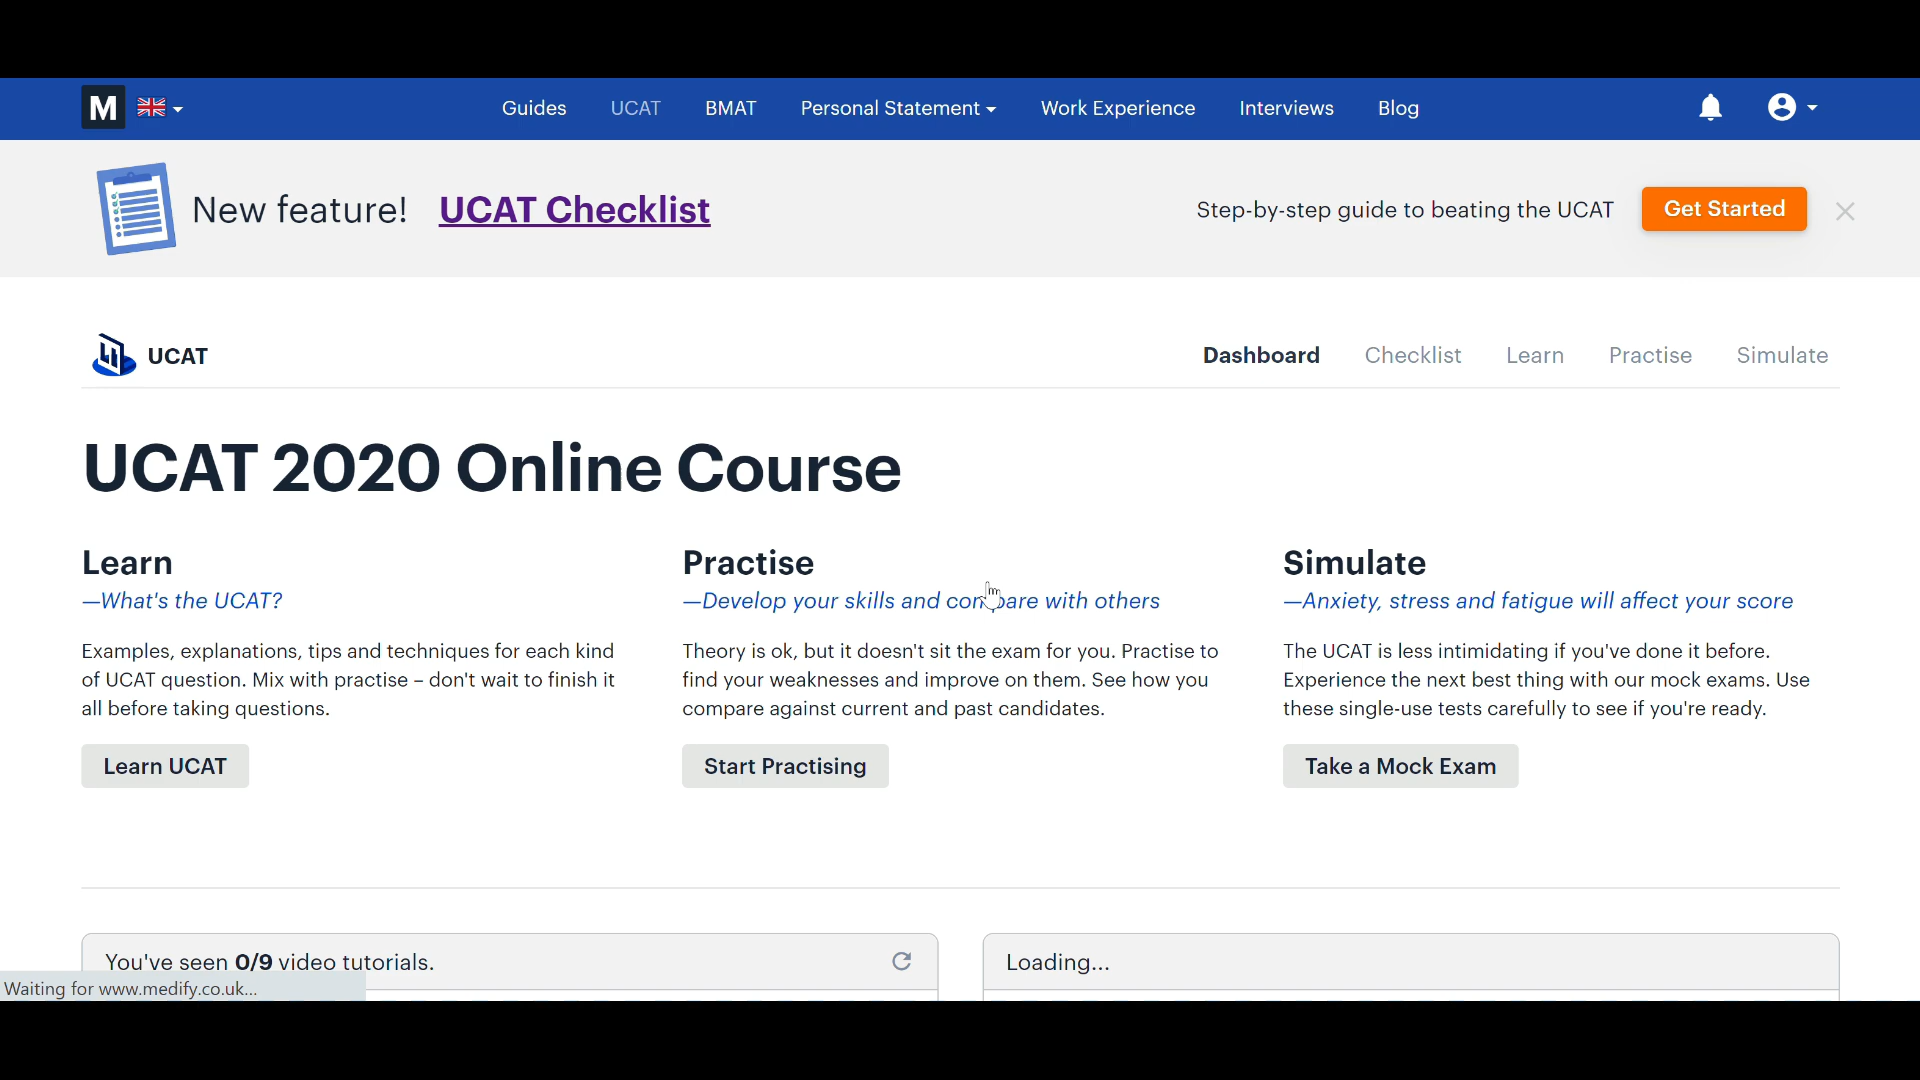 M
Guides UCAT BMAT Personal Statement Work Experience Interviews Blog
New feature! UCAT Checklist
Step-by-step guide to beating the UCAT Get Started
UCAT
Dashboard Checklist Learn Practise Simulate
UCAT 2020 Online Course
Learn
—What's the UCAT?
Examples, explanations, tips and techniques for each kind
of UCAT question. Mix with practise – don't wait to finish it
all before taking questions.
Learn UCAT
Practise
—Develop your skills and compare with others
Theory is ok, but it doesn't sit the exam for you. Practise to
find your weaknesses and improve on them. See how you
compare against current and past candidates.
Start Practising
Simulate
—Anxiety, stress and fatigue will affect your score
The UCAT is less intimidating if you've done it before.
Experience the next best thing with our mock exams. Use
these single-use tests carefully to see if you're ready.
Take a Mock Exam
You've seen 0/9 video tutorials.
Loading...
Waiting for www.medify.co.uk...